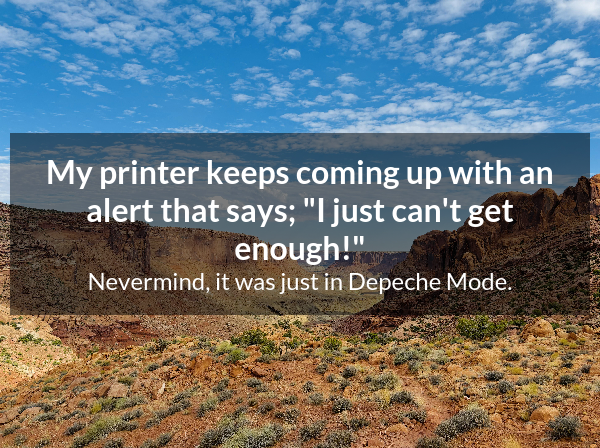 My printer keeps coming up with an
alert that says; "I just can't get
enough!"
Nevermind, it was just in Depeche Mode.